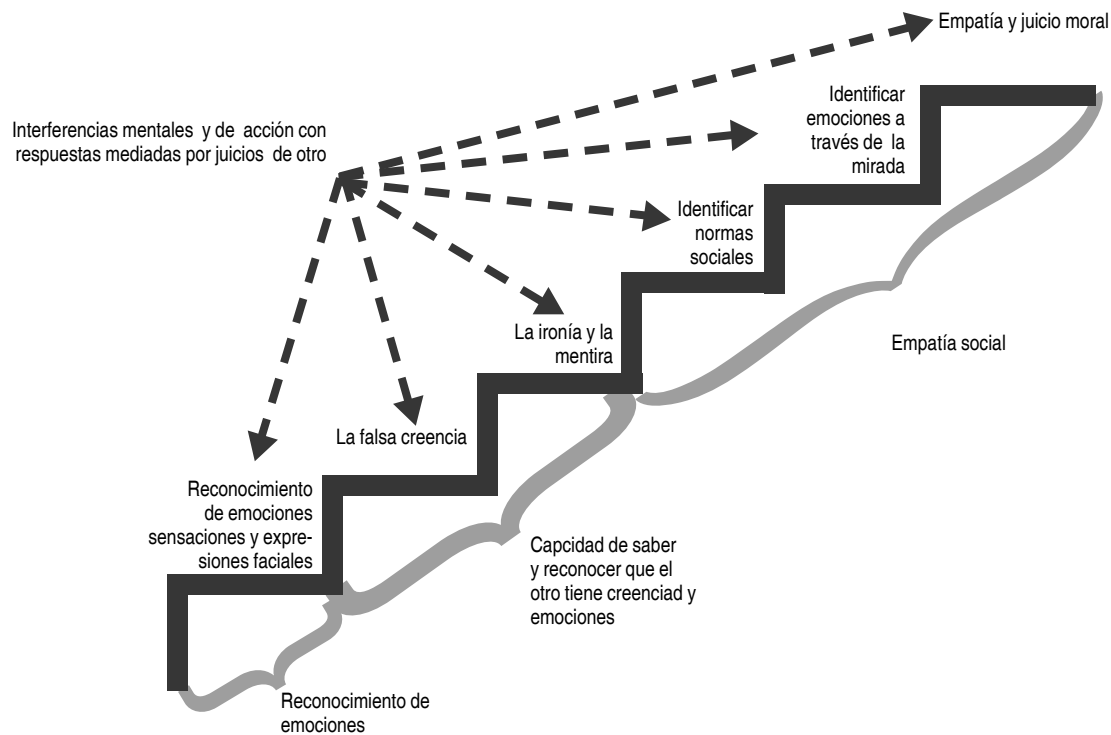 Empatía y juicio moral
Interferencias mentales y de acción con
respuestas mediadas por juicios de otro
Identificar
emociones a
través de la
mirada
Identificar
normas
sociales
La ironía y la
mentira
La falsa creencia
Reconocimiento
de emociones
sensaciones y expre-
siones faciales
Empatía social
Capcidad de saber
y reconocer que el
otro tiene creenciad y
emociones
Reconocimiento de
emociones